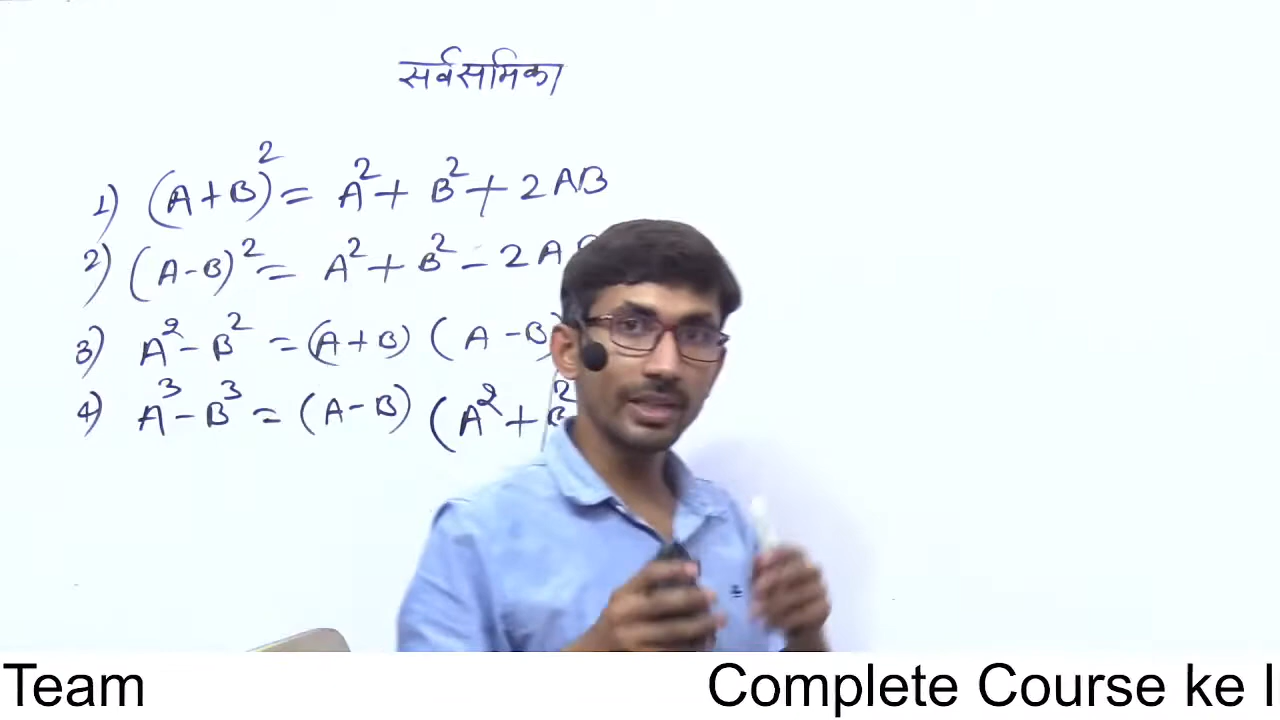 सर्वसमिका
1) (A+B)² = A² + B² + 2AB
2) (A-B)² = A² + B² - 2A
3) A² - B² = (A+B) (A-B)
4) A³ - B³ = (A-B) (A² + B²
Team Complete Course ke l